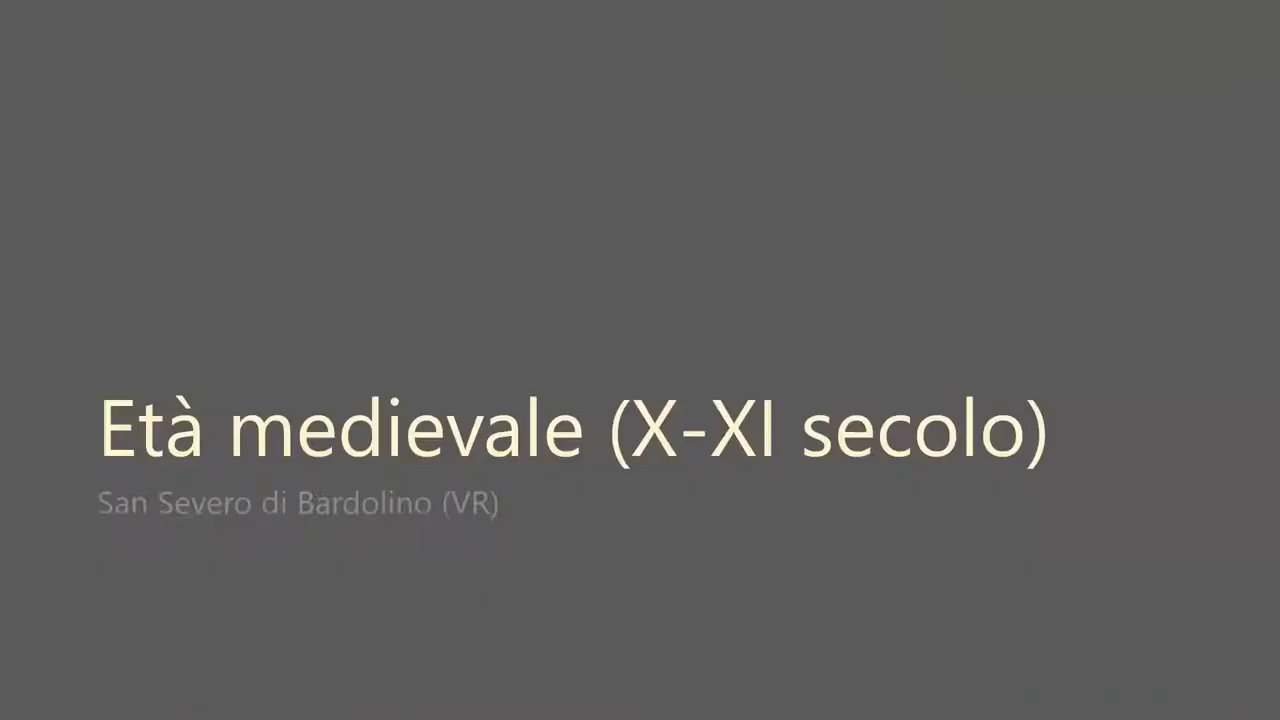 Età medievale (X-XI secolo)
San Severo di Bardolino (VR)